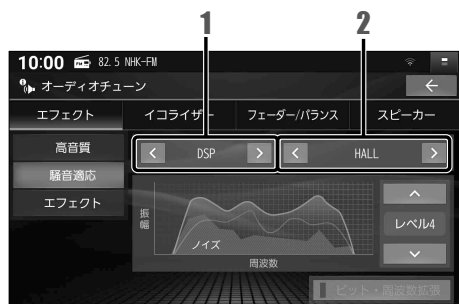 1 2
10:00 82.5 NHK-FM
オーディオチューン
エフェクト イコライザー フェーダー/バランス スピーカー
高音質 DSP HALL
騒音適応
エフェクト
振幅
ノイズ
周波数
レベル4
ビット・周波数拡張